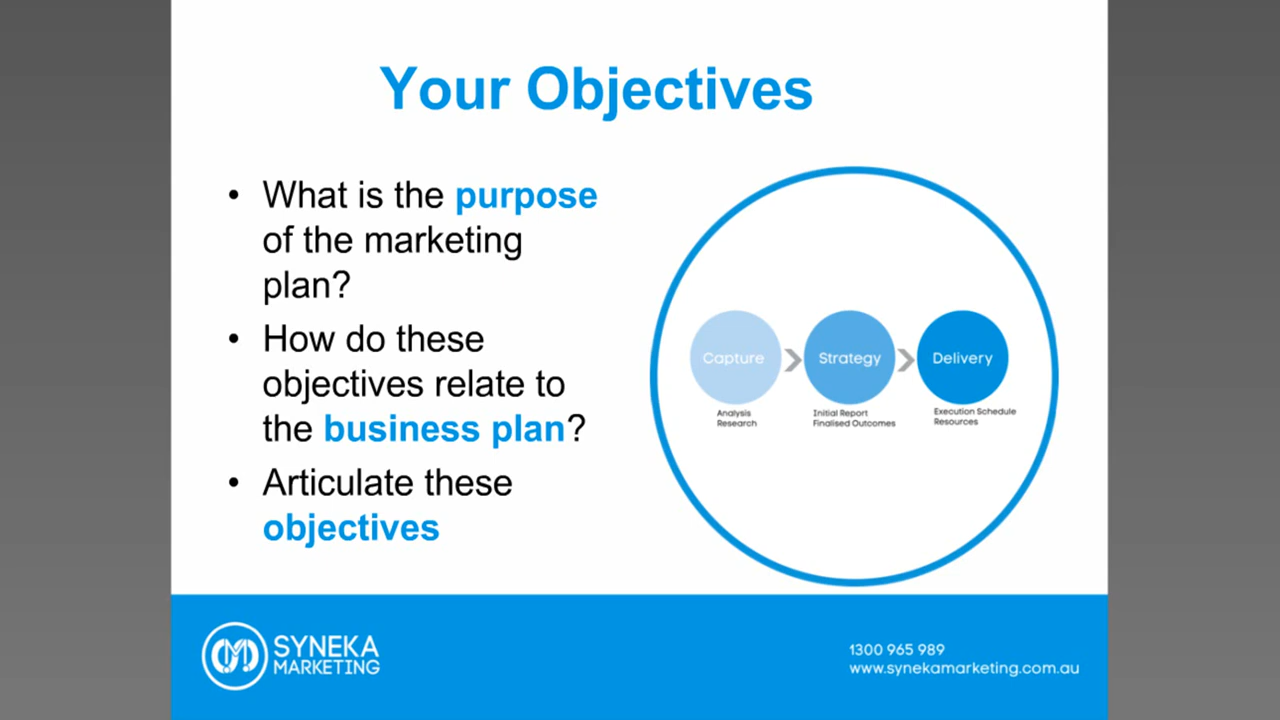 Your Objectives
• What is the purpose
of the marketing
plan?
• How do these
objectives relate to
the business plan?
• Articulate these
objectives
Capture
Strategy
Delivery
Analysis
Research
Initial Report
Finalised Outcomes
Execution Schedule
Resources
SYNEKA
MARKETING
1300 965 989
www.synekamarketing.com.au